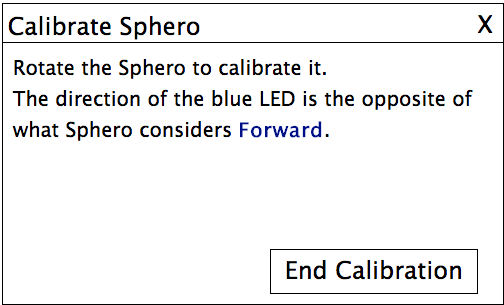 Calibrate Sphero X
Rotate the Sphero to calibrate it.
The direction of the blue LED is the opposite of
what Sphero considers Forward.
End Calibration